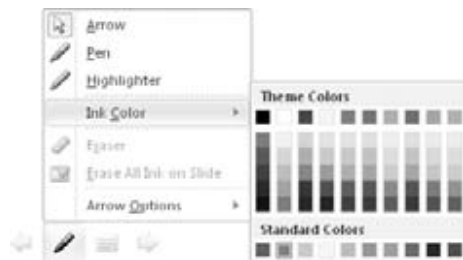 Arrow
Pen
Highlighter
Ink Color
Theme Colors
Eraser
Erase All Ink on Slide
Arrow Options
Standard Colors